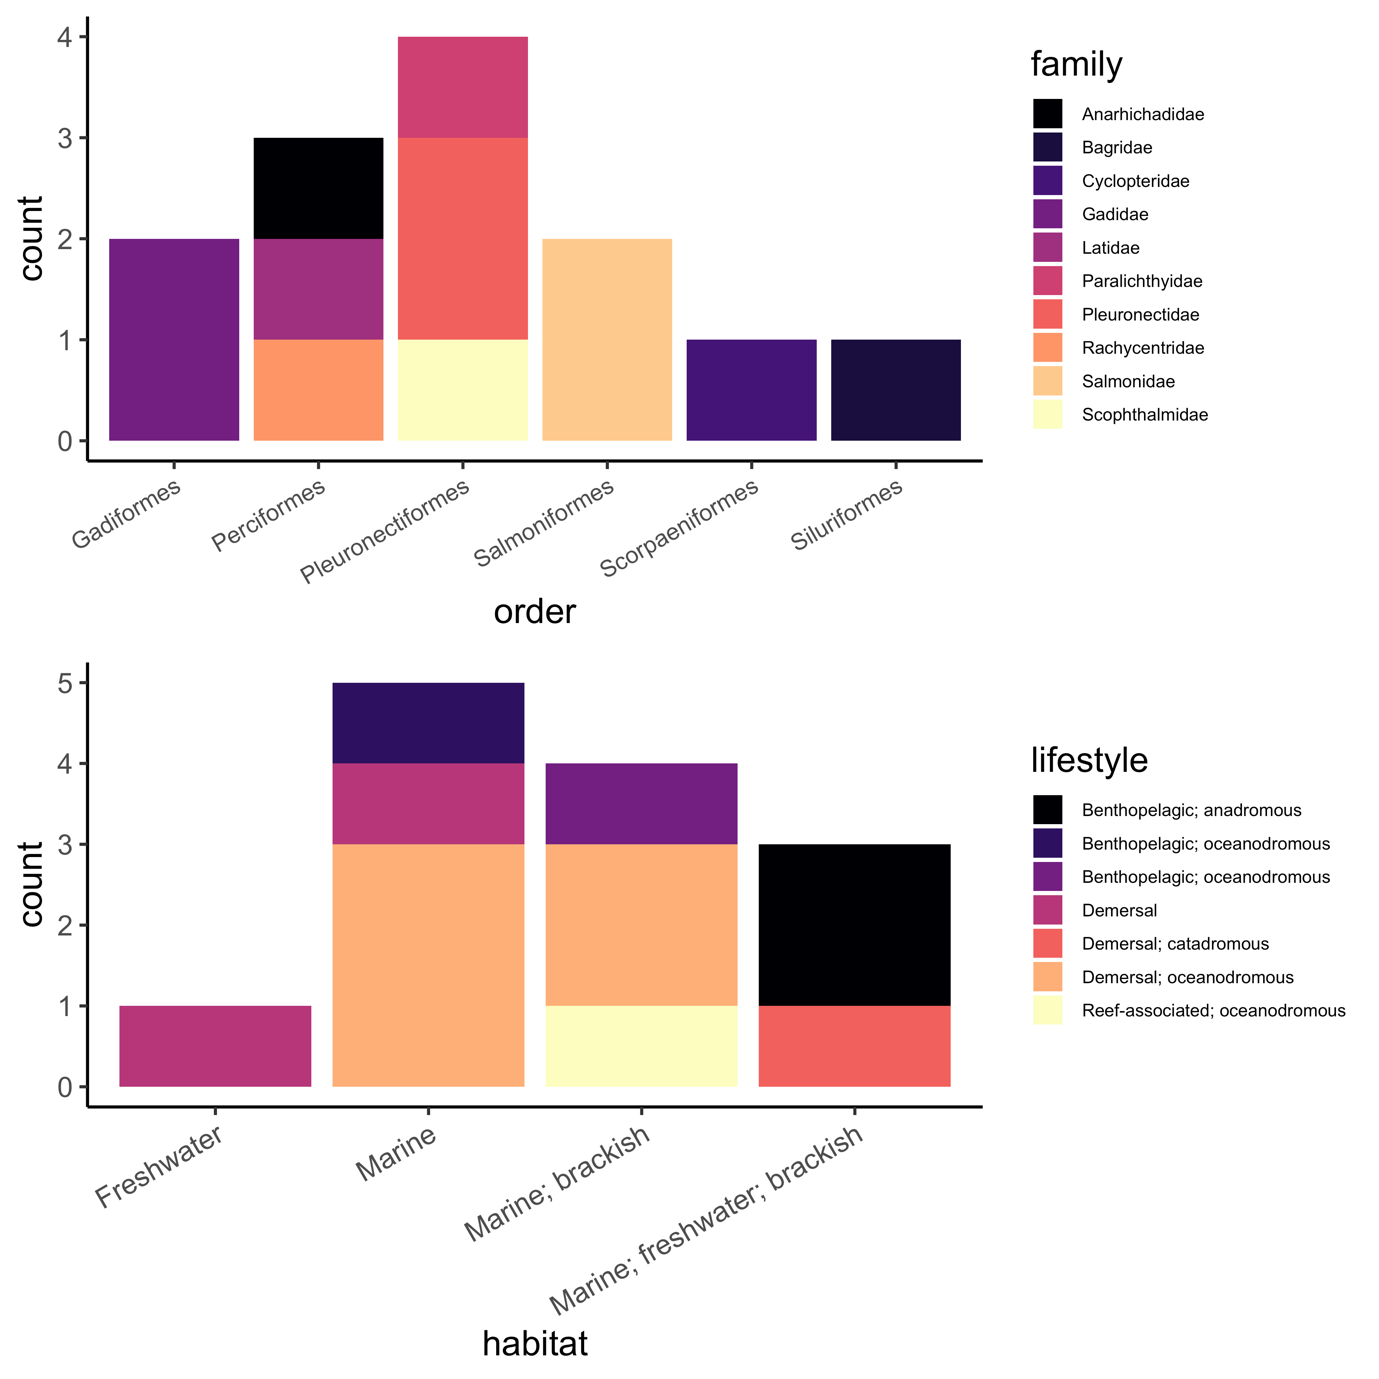 4
3
2
1
0
count
Gadiformes
Perciformes
Pleuronectiformes
Salmoniformes
Scorpaeniformes
Siluriformes
order
family
Anarhichadidae
Bagridae
Cyclopteridae
Gadidae
Latidae
Paralichthyidae
Pleuronectidae
Rachycentridae
Salmonidae
Scophthalmidae
5
4
3
2
1
0
count
Freshwater
Marine
Marine; brackish
Marine; freshwater; brackish
habitat
lifestyle
Benthopelagic; anadromous
Benthopelagic; oceanodromous
Benthopelagic; oceanodromous
Demersal
Demersal; catadromous
Demersal; oceanodromous
Reef-associated; oceanodromous